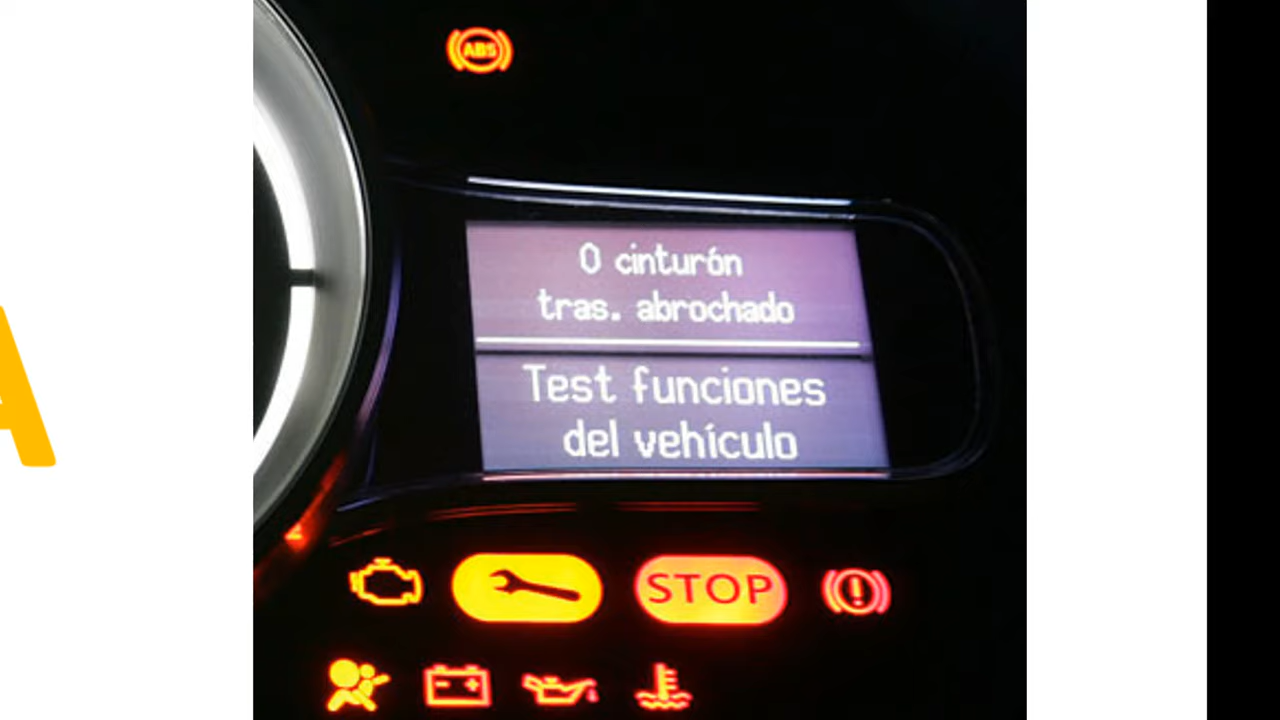 A
ABS
0 cinturón
tras. abrochado
Test funciones
del vehículo
STOP